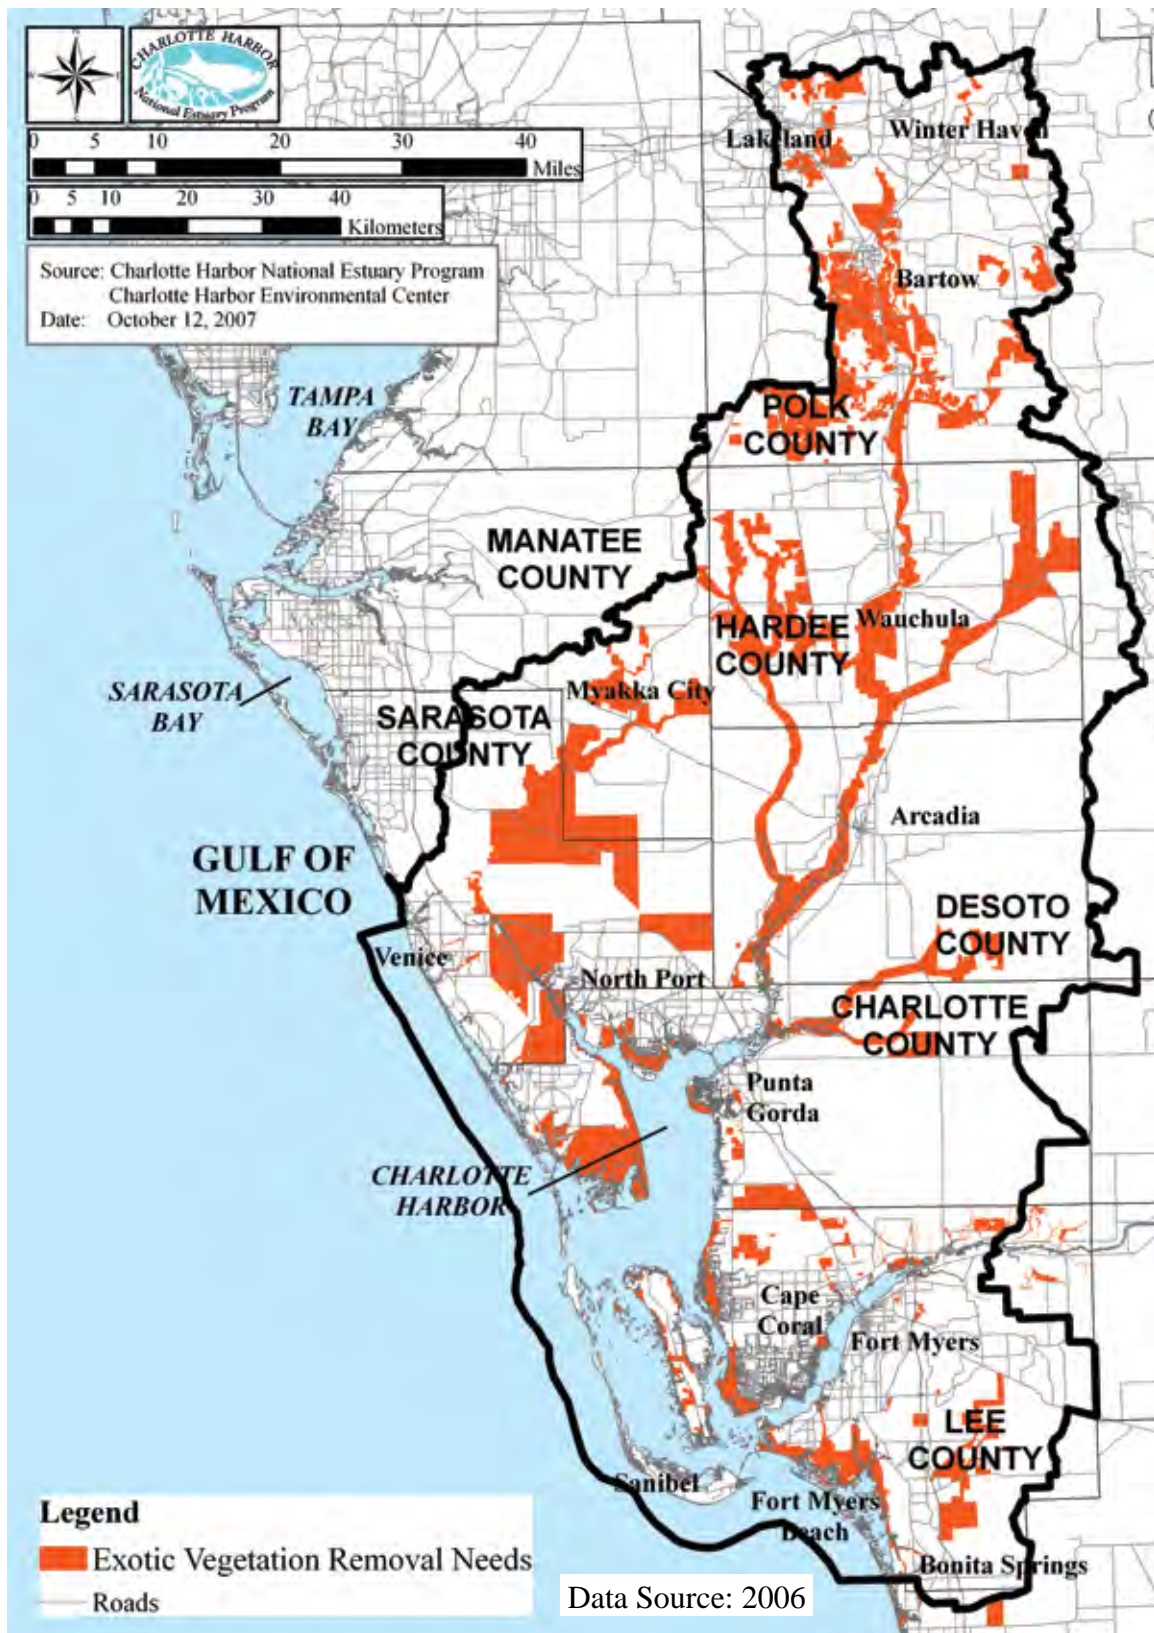 N
W
E
S
CHARLOTTE HARBOR
National Estuary Program
0 5 10 20 30 40
Miles
0 5 10 20 30 40
Kilometers
Source: Charlotte Harbor National Estuary Program
Charlotte Harbor Environmental Center
Date: October 12, 2007
Lakeland
Winter Haven
Bartow
TAMPA
BAY
POLK
COUNTY
MANATEE
COUNTY
HARDEE
COUNTY
Wauchula
Myakka City
SARASOTA
BAY
SARASOTA
COUNTY
Arcadia
GULF OF
MEXICO
DESOTO
COUNTY
Venice
North Port
CHARLOTTE
COUNTY
Punta
Gorda
CHARLOTTE
HARBOR
Cape
Coral
Fort Myers
LEE
COUNTY
Sanibel
Fort Myers
Beach
Bonita Springs
Legend
Exotic Vegetation Removal Needs
Roads
Data Source: 2006